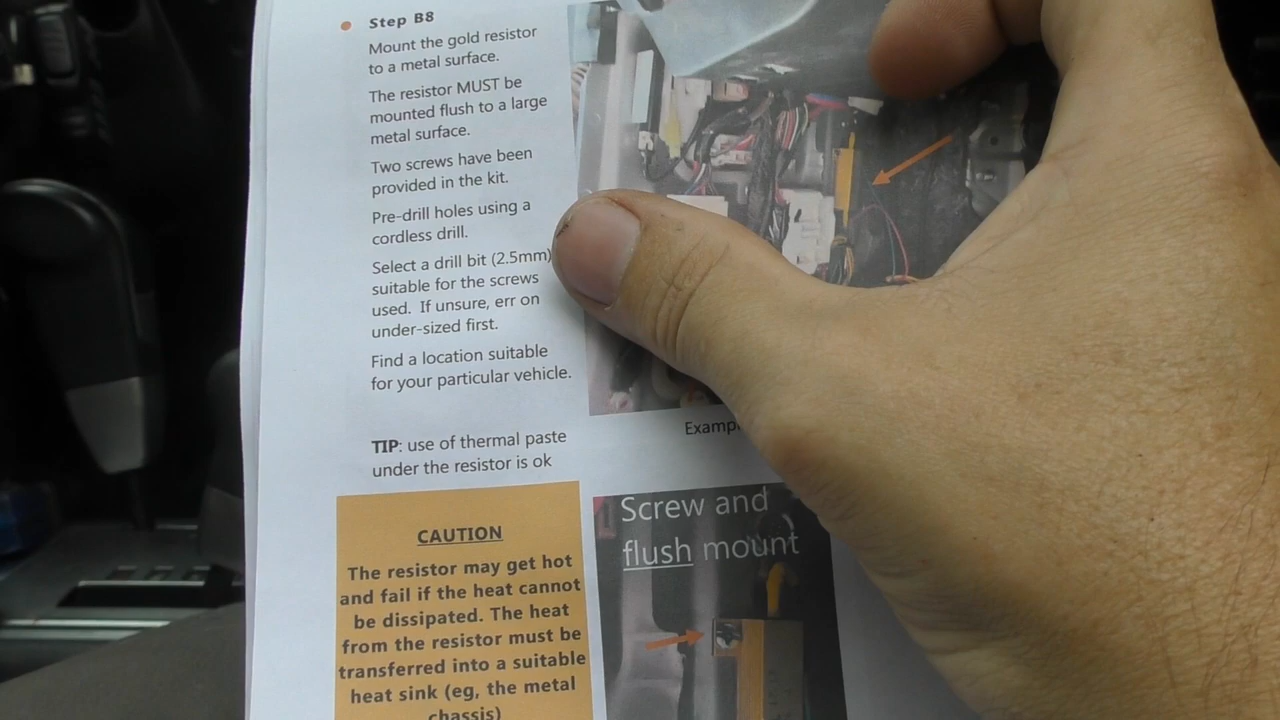 Step B8
Mount the gold resistor
to a metal surface.
The resistor MUST be
mounted flush to a large
metal surface.
Two screws have been
provided in the kit.
Pre-drill holes using a
cordless drill.
Select a drill bit (2.5mm)
suitable for the screws
used. If unsure, err on
under-sized first.
Find a location suitable
for your particular vehicle.
TIP: use of thermal paste
under the resistor is ok
CAUTION
The resistor may get hot
and fail if the heat cannot
be dissipated. The heat
from the resistor must be
transferred into a suitable
heat sink (eg, the metal
chassis)
Screw and
flush mount